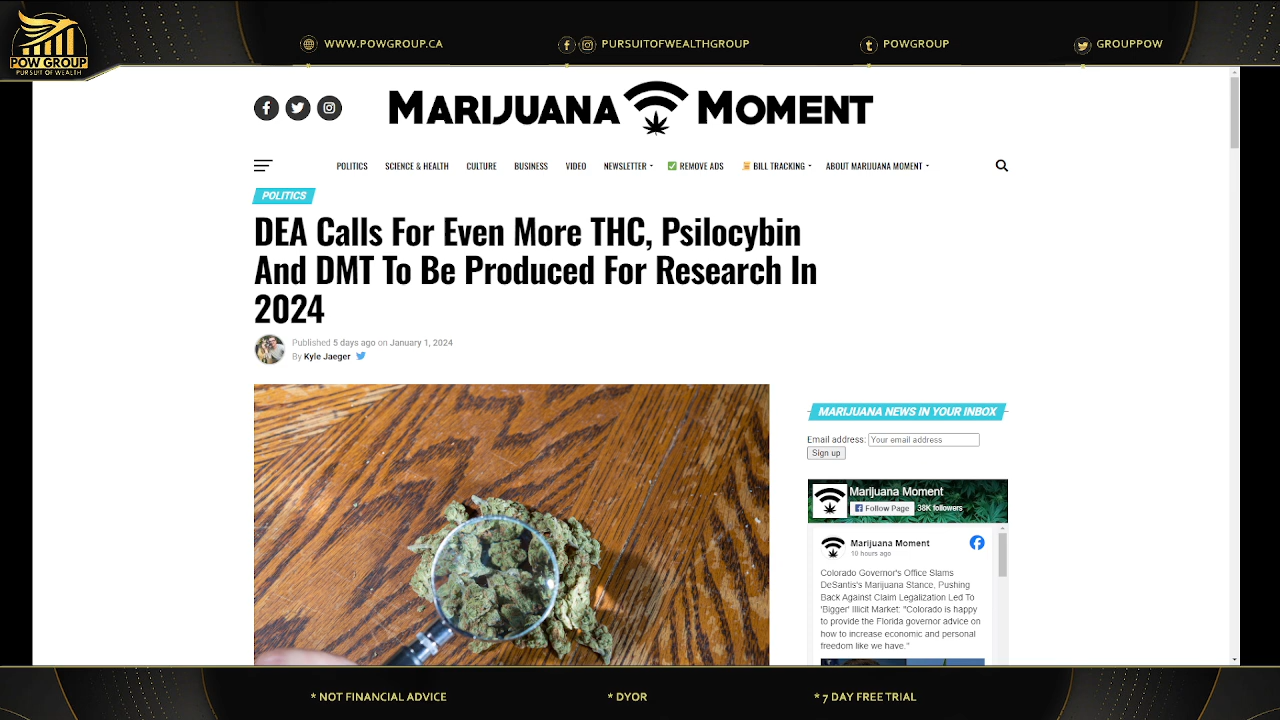 POW GROUP
PURSUIT OF WEALTH
WWW.POWGROUP.CA
PURSUITOFWEALTHGROUP
POWGROUP
GROUPPOW
MARIJUANA MOMENT
POLITICS SCIENCE & HEALTH CULTURE BUSINESS VIDEO NEWSLETTER REMOVE ADS BILL TRACKING ABOUT MARIJUANA MOMENT
POLITICS
DEA Calls For Even More THC, Psilocybin
And DMT To Be Produced For Research In
2024
Published 5 days ago on January 1, 2024
By Kyle Jaeger
MARIJUANA NEWS IN YOUR INBOX
Email address: Your email address
Sign up
Marijuana Moment
Follow Page 38K followers
Marijuana Moment
10 hours ago
Colorado Governor's Office Slams
DeSantis's Marijuana Stance, Pushing
Back Against Claim Legalization Led To
'Bigger' Illicit Market: "Colorado is happy
to provide the Florida governor advice on
how to increase economic and personal
freedom like we have."
* NOT FINANCIAL ADVICE
* DYOR
* 7 DAY FREE TRIAL